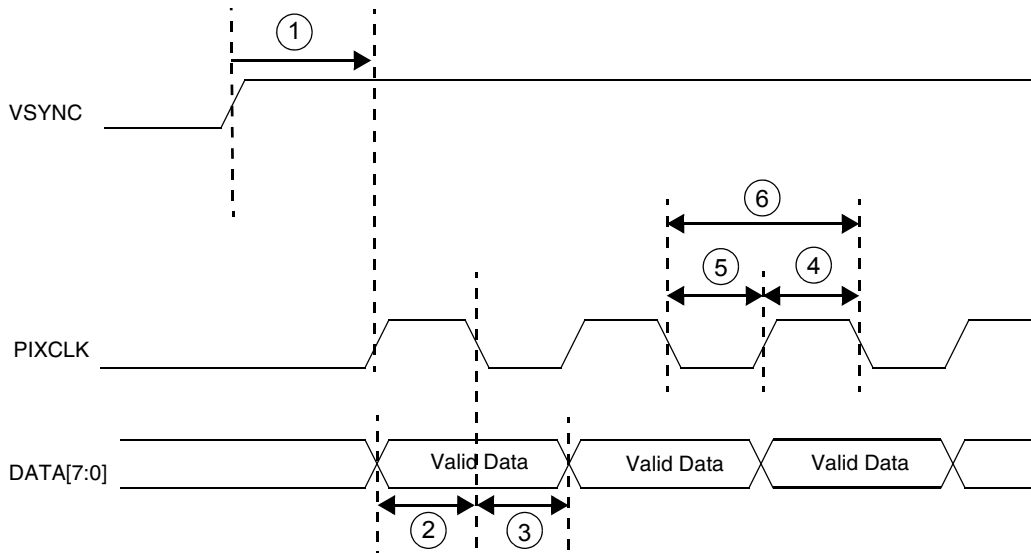 1
VSYNC
6
5
4
PIXCLK
DATA[7:0]
Valid Data
Valid Data
Valid Data
2
3